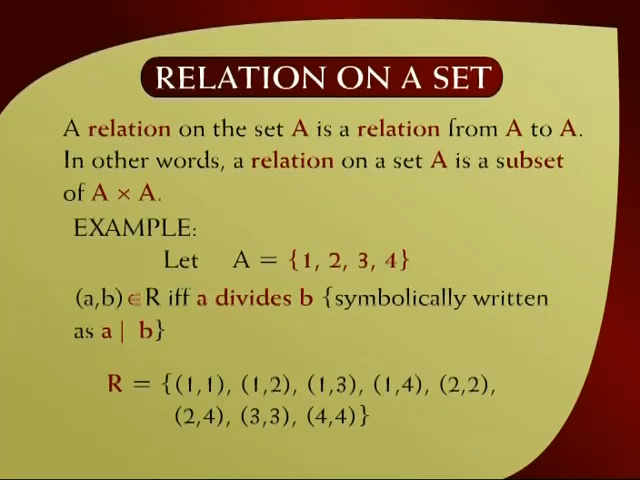 RELATION ON A SET
A relation on the set A is a relation from A to A.
In other words, a relation on a set A is a subset
of A × A.
EXAMPLE:
Let A = {1, 2, 3, 4}
(a,b) ∈ R iff a divides b {symbolically written
as a | b}
R = {(1,1), (1,2), (1,3), (1,4), (2,2),
(2,4), (3,3), (4,4)}